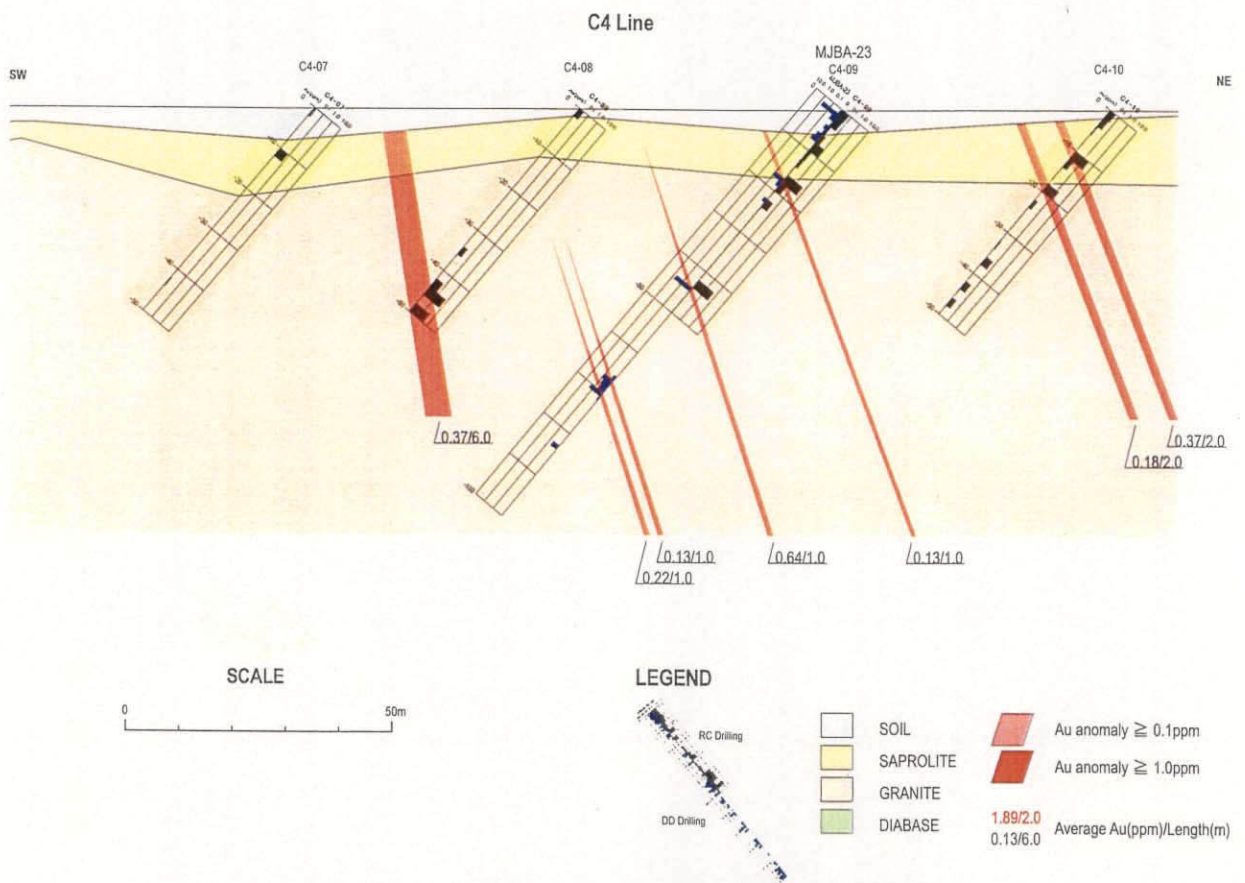 C4 Line
MJBA-23
SW
C4-07
C4-08
C4-09
C4-10
NE
0.37/6.0
0.37/2.0
0.18/2.0
0.13/1.0
0.22/1.0
0.64/1.0
0.13/1.0
SCALE
0
50m
LEGEND
RC Drilling
DD Drilling
SOIL
SAPROLITE
GRANITE
DIABASE
Au anomaly ≧ 0.1ppm
Au anomaly ≧ 1.0ppm
1.89/2.0
0.13/6.0
Average Au(ppm)/Length(m)